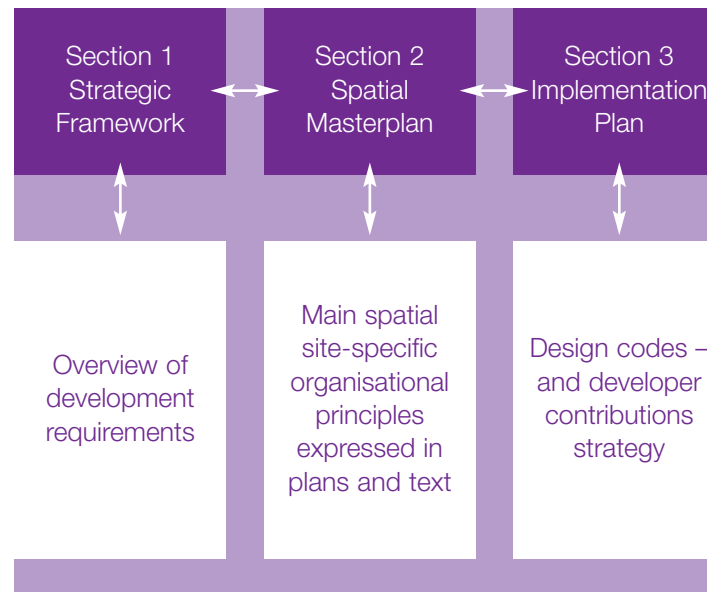 Section 1
Strategic
Framework
Section 2
Spatial
Masterplan
Section 3
Implementation
Plan
Overview of
development
requirements
Main spatial
site-specific
organisational
principles
expressed in
plans and text
Design codes –
and developer
contributions
strategy